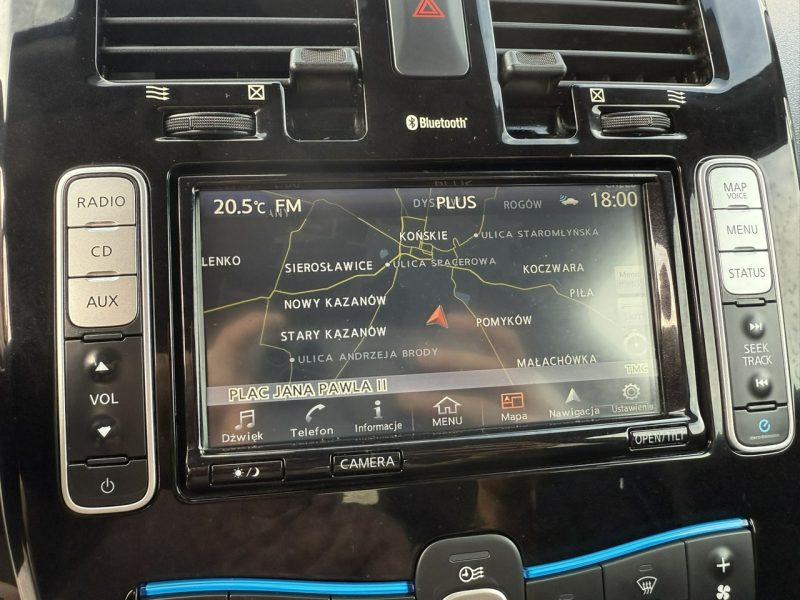 Bluetooth
RADIO
CD
AUX
VOL
MAP
VOICE
MENU
STATUS
SEEK
TRACK
20.5°C FM
PLUS
18:00
ROGÓW
KOŃSKIE
ULICA STAROMŁYŃSKA
LENKO
SIEROSŁAWICE
ULICA SPACEROWA
KOCZWARA
PIŁA
NOWY KAZANÓW
STARY KAZANÓW
POMYKÓW
ULICA ANDRZEJA BRODY
MAŁACHÓWKA
TMC
PLAC JANA PAWLA II
Dźwięk
Telefon
Informacje
MENU
Mapa
Nawigacja
Ustawienia
CAMERA
OPEN/TILT